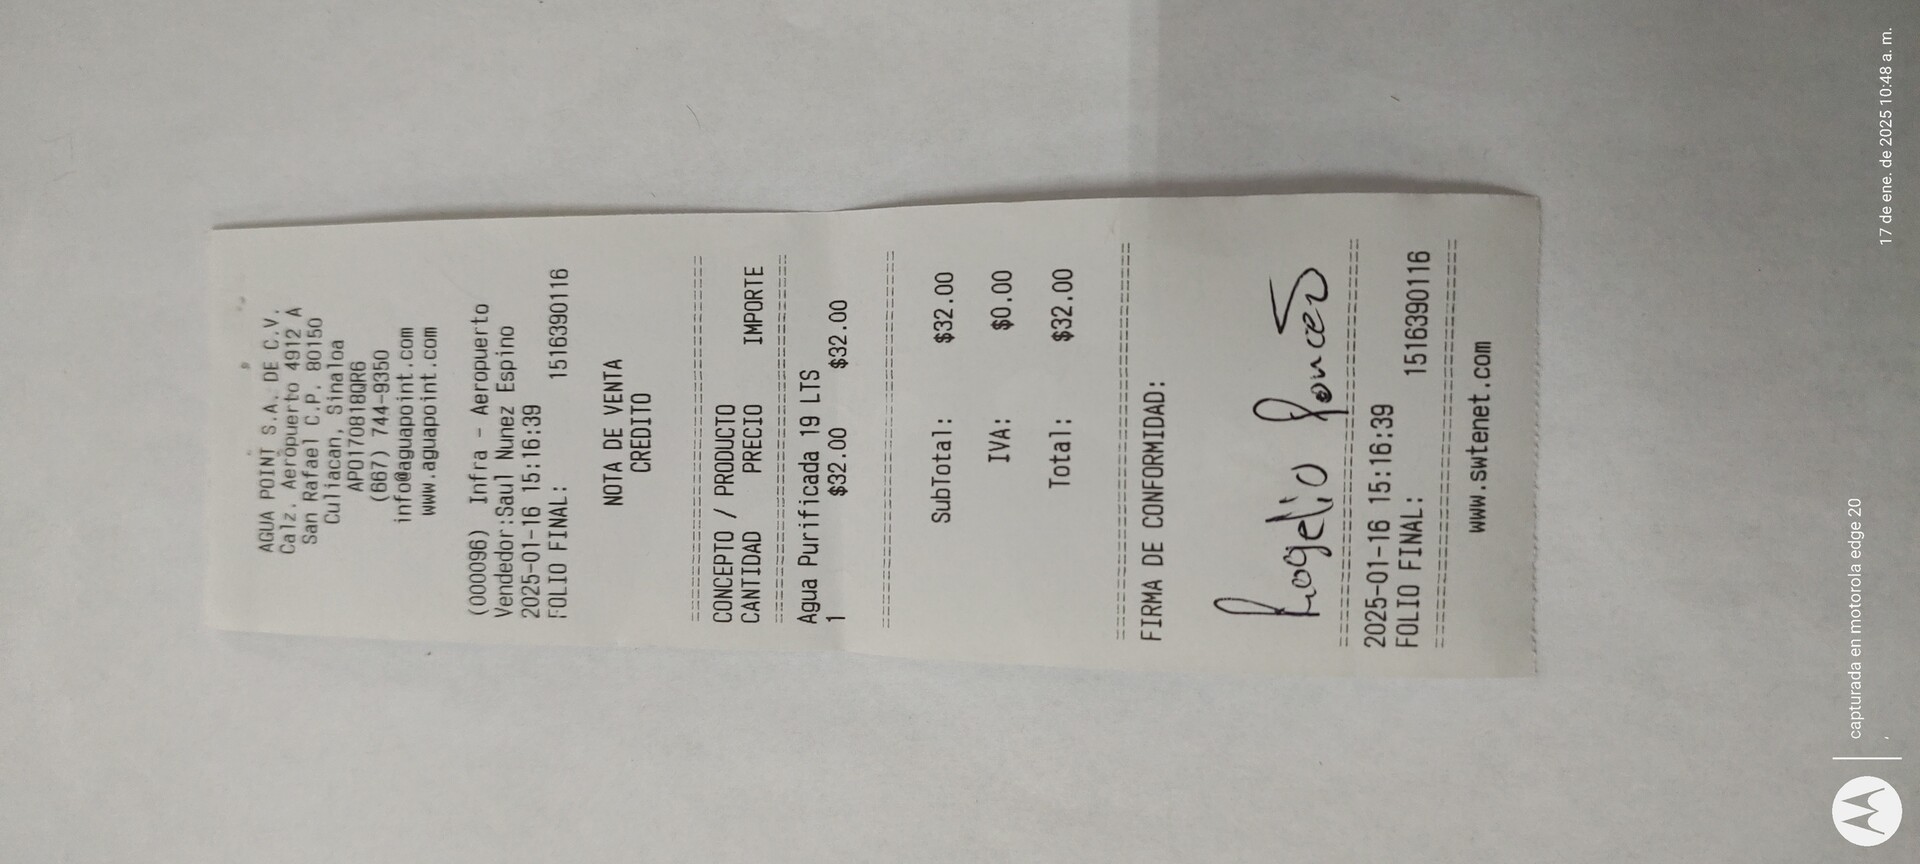 AGUA POINT S.A. DE C.V.
Calz. Aeropuerto 4912 A
San Rafael C.P. 80150
Culiacan, Sinaloa
APO170818QR6
(667) 744-9350
info@aguapoint.com
www.aguapoint.com
(000096) Infra - Aeropuerto
Vendedor:Saul Nunez Espino
2025-01-16 15:16:39
FOLIO FINAL: 1516390116
NOTA DE VENTA
CREDITO
==============================
CONCEPTO / PRODUCTO
CANTIDAD PRECIO IMPORTE
==============================
Agua Purificada 19 LTS
1 $32.00 $32.00
==============================
SubTotal: $32.00
IVA: $0.00
Total: $32.00
==============================
FIRMA DE CONFORMIDAD:
Rogelio
==============================
2025-01-16 15:16:39
FOLIO FINAL: 1516390116
==============================
www.swtenet.com
capturada en motorola edge 20
17 de ene. de 2025 10:48 a. m.